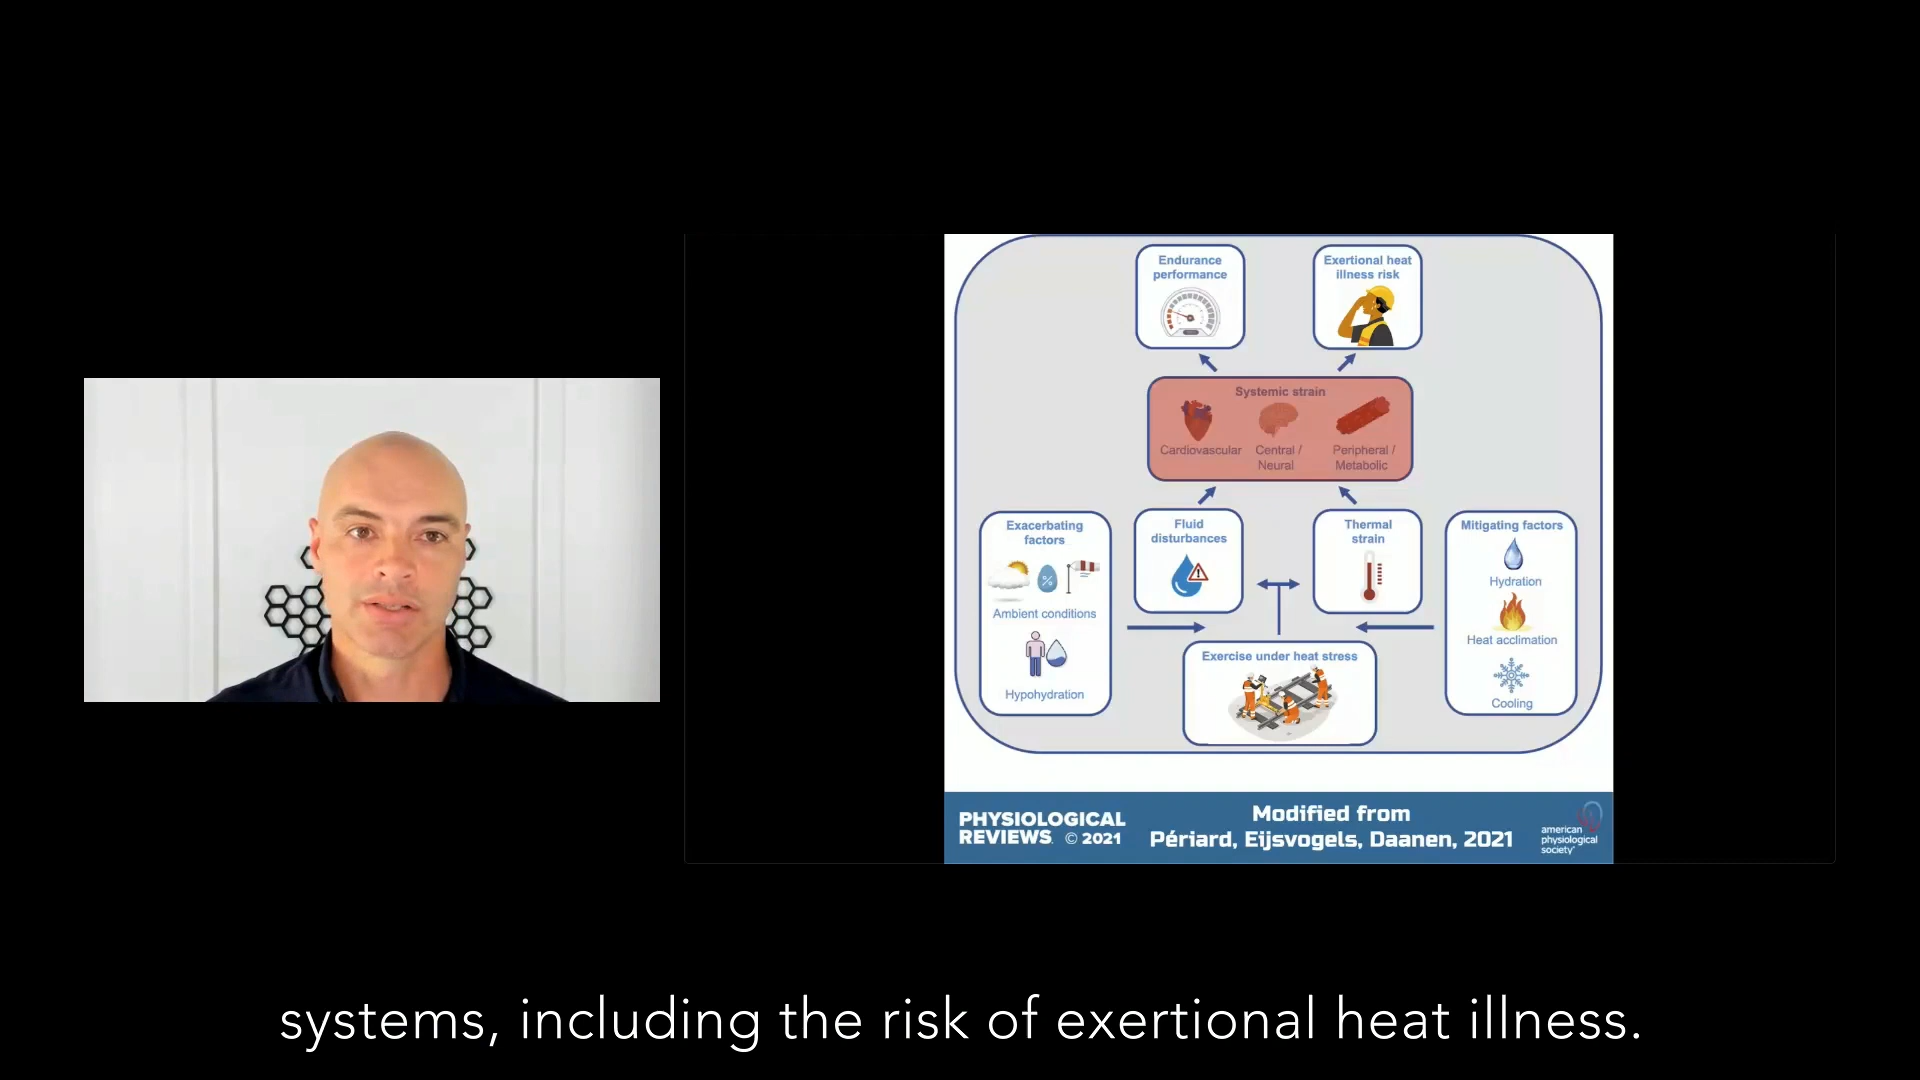 Endurance
performance
Exertional heat
illness risk
Systemic strain
Cardiovascular
Central /
Neural
Peripheral /
Metabolic
Exacerbating
factors
%
Ambient conditions
Hypohydration
Fluid
disturbances
Thermal
strain
Mitigating factors
Hydration
Heat acclimation
Cooling
Exercise under heat stress
PHYSIOLOGICAL
REVIEWS © 2021
Modified from
Périard, Eijsvogels, Daanen, 2021
american
physiological
society
systems, including the risk of exertional heat illness.